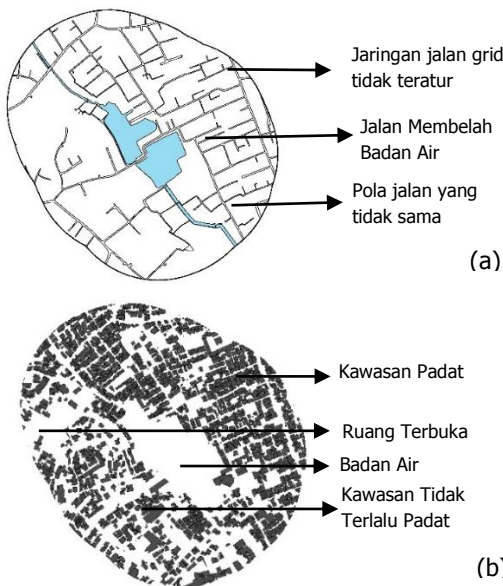 Jaringan jalan grid
tidak teratur
Jalan Membelah
Badan Air
Pola jalan yang
tidak sama
(a)
Kawasan Padat
Ruang Terbuka
Badan Air
Kawasan Tidak
Terlalu Padat
(b)